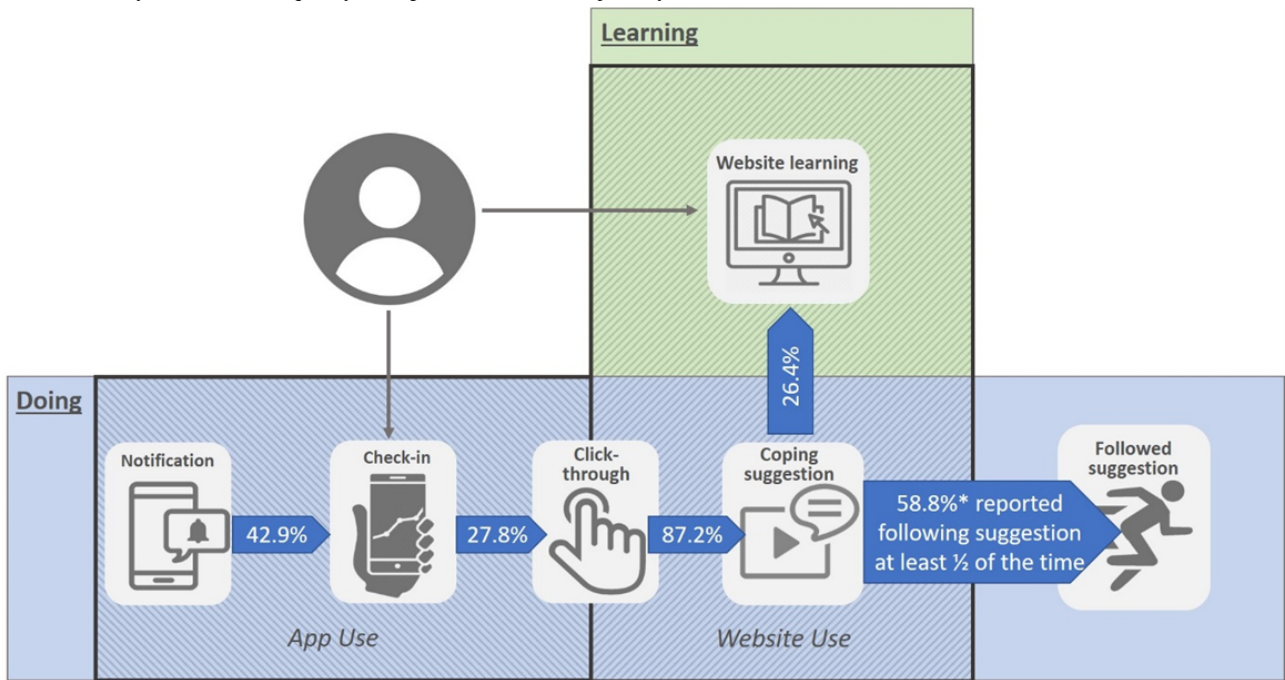 Learning
Website learning
26.4%
Doing
Notification
42.9%
Check-in
27.8%
Click-
through
87.2%
Coping
suggestion
58.8%* reported
following suggestion
at least ½ of the time
Followed
suggestion
App Use
Website Use